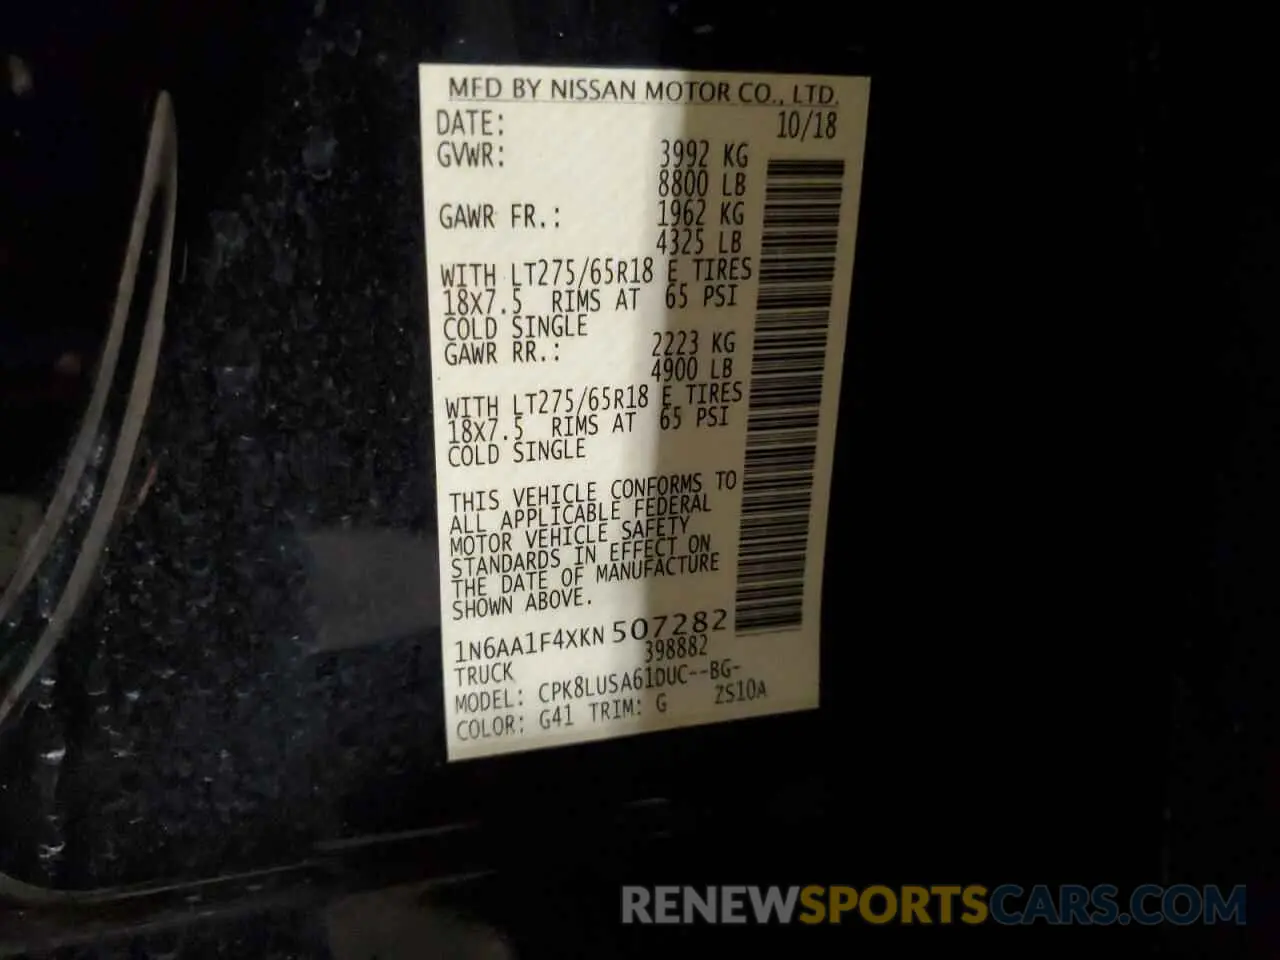 MFD BY NISSAN MOTOR CO., LTD.
DATE: 10/18
GVWR: 3992 KG
8800 LB
GAWR FR.: 1962 KG
4325 LB
WITH LT275/65R18 E TIRES
18X7.5 RIMS AT 65 PSI
COLD SINGLE
GAWR RR.: 2223 KG
4900 LB
WITH LT275/65R18 E TIRES
18X7.5 RIMS AT 65 PSI
COLD SINGLE
THIS VEHICLE CONFORMS TO
ALL APPLICABLE FEDERAL
MOTOR VEHICLE SAFETY
STANDARDS IN EFFECT ON
THE DATE OF MANUFACTURE
SHOWN ABOVE.
1N6AA1F4XKN 507282
TRUCK 398882
MODEL: CPK8LUSA61DUC--BG-
COLOR: G41 TRIM: G ZS10A
RENEWSPORTSCARS.COM